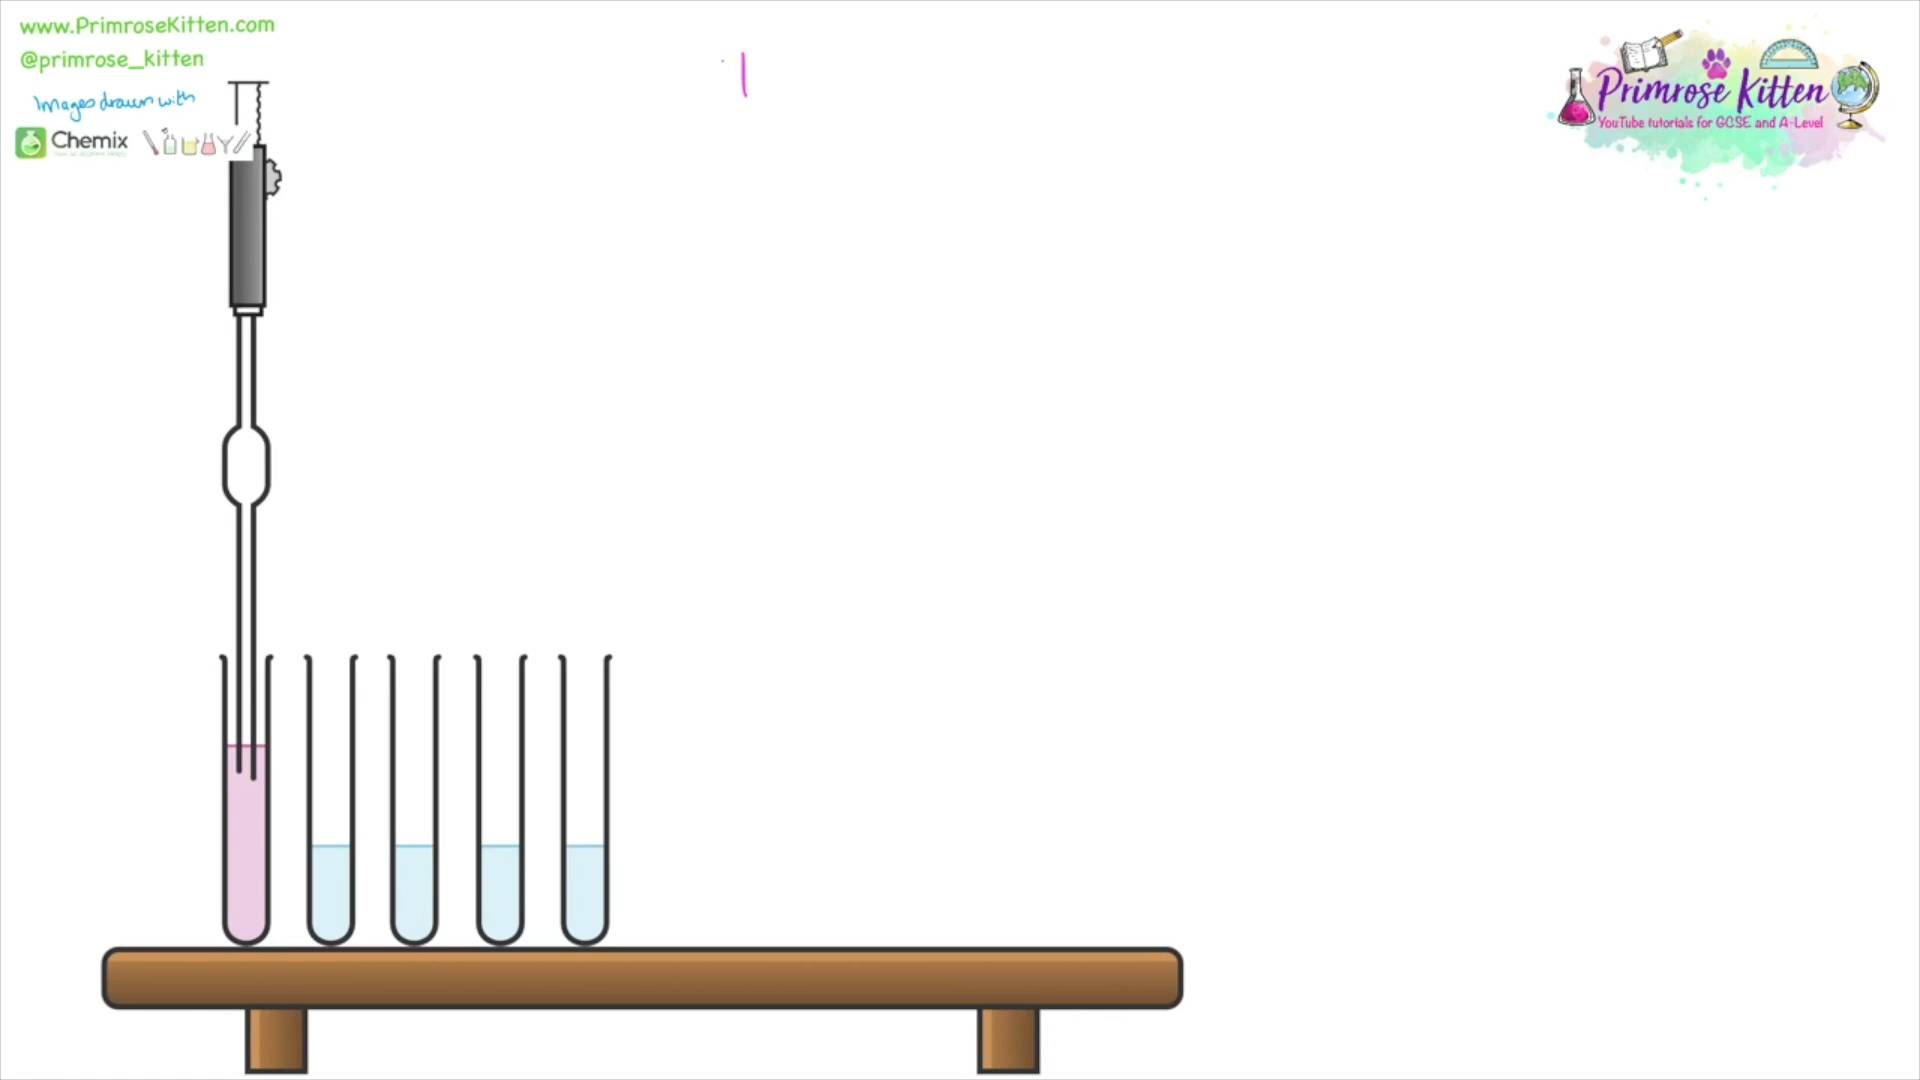 www.PrimroseKitten.com
@primrose_kitten
Images drawn with
Chemix
Primrose Kitten
YouTube tutorials for GCSE and A-Level